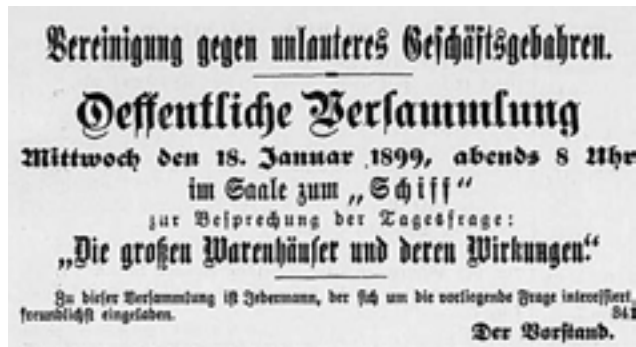 Vereinigung gegen unlauteres Geſchäftsgebahren.
Oeffentliche Verſammlung
Mittwoch den 18. Januar 1899, abends 8 Uhr
im Saale zum „Schiff“
zur Beſprechung der Tagesfrage:
„Die großen Warenhäuſer und deren Wirkungen.“
Zu dieſer Verſammlung iſt Jedermann, der ſich um die vorliegende Frage intereſſiert,
freundlichſt eingeladen. 841
Der Vorſtand.